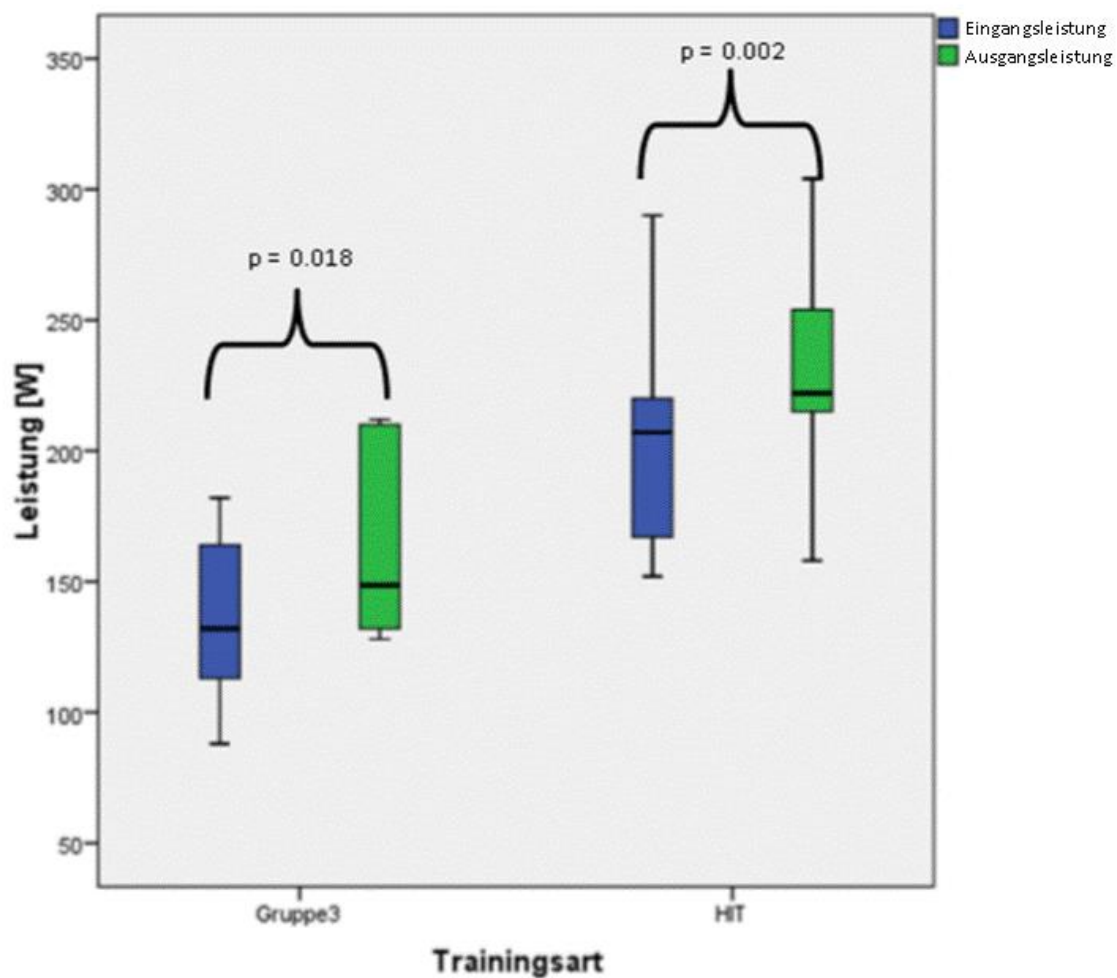 Eingangsleistung
Ausgangsleistung
p = 0.002
p = 0.018
350
300
250
200
150
100
50
Leistung [W]
Gruppe3
HIT
Trainingsart